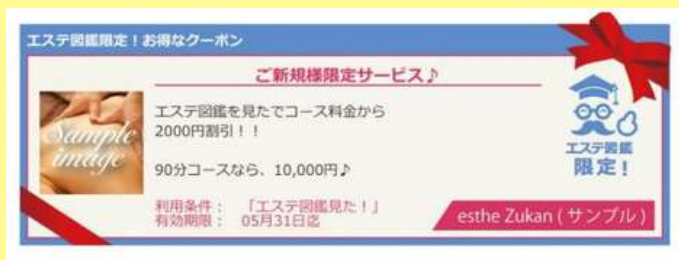 エステ図鑑限定！お得なクーポン
ご新規様限定サービス♪
Sample
image
エステ図鑑を見たでコース料金から
2000円割引！！
90分コースなら、10,000円♪
利用条件： 「エステ図鑑見た！」
有効期限： 05月31日迄
エステ図鑑
限定！
esthe Zukan ( サンプル )